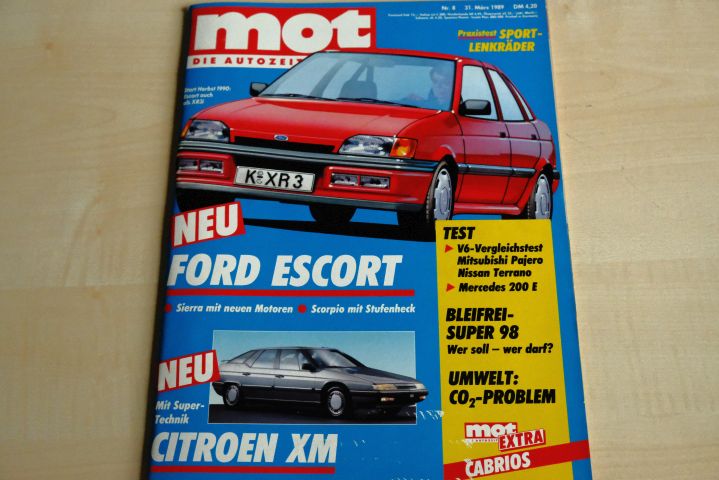 Nr. 8 31. März 1989 DM 4,20
mot
DIE AUTOZEIT
Praxistest SPORT-
LENKRÄDER
Start Herbst 1990:
Escort auch
als XR3i
K XR 3
NEU
FORD ESCORT
Sierra mit neuen Motoren Scorpio mit Stufenheck
TEST
V6-Vergleichstest
Mitsubishi Pajero
Nissan Terrano
Mercedes 200 E
BLEIFREI-
SUPER 98
Wer soll – wer darf?
UMWELT:
CO₂-PROBLEM
NEU
Mit Super-
Technik
CITROEN XM
mot
EXTRA
CABRIOS